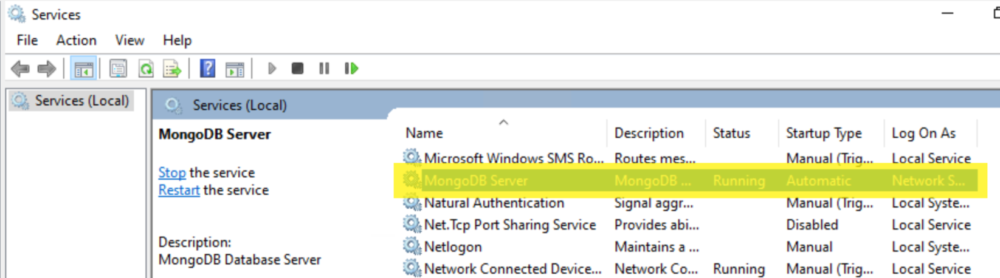 Services
File Action View Help
Services (Local)
Services (Local)
MongoDB Server
Stop the service
Restart the service
Description:
MongoDB Database Server
Name Description Status Startup Type Log On As
Microsoft Windows SMS Ro... Routes mes... Manual (Trig... Local Service
MongoDB Server MongoDB ... Running Automatic Network S...
Natural Authentication Signal aggr... Manual (Trig... Local Syste...
Net.Tcp Port Sharing Service Provides abi... Disabled Local Service
Netlogon Maintains a ... Manual Local Syste...
Network Connected Device... Network Co... Running Manual (Trig... Local Service